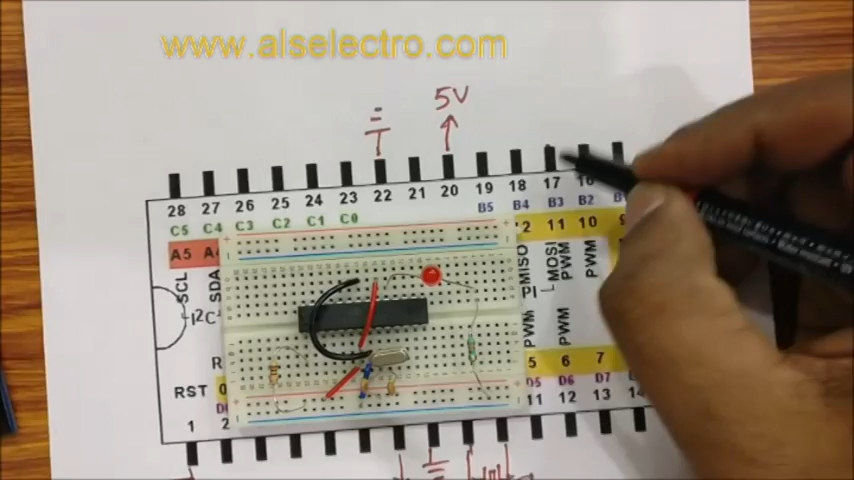 www.alselectro.com
5V
28 27 26 25 24 23 22 21 20 19 18 17 16
C5 C4 C3 C2 C1 C0 B5 B4 B3 B2
A5 11 10
SCL SDA MISO MOSI PWM PWM
I²C
PWM PWM
5 6 7
RST D5 D6 D7
1 2 11 12 13 14